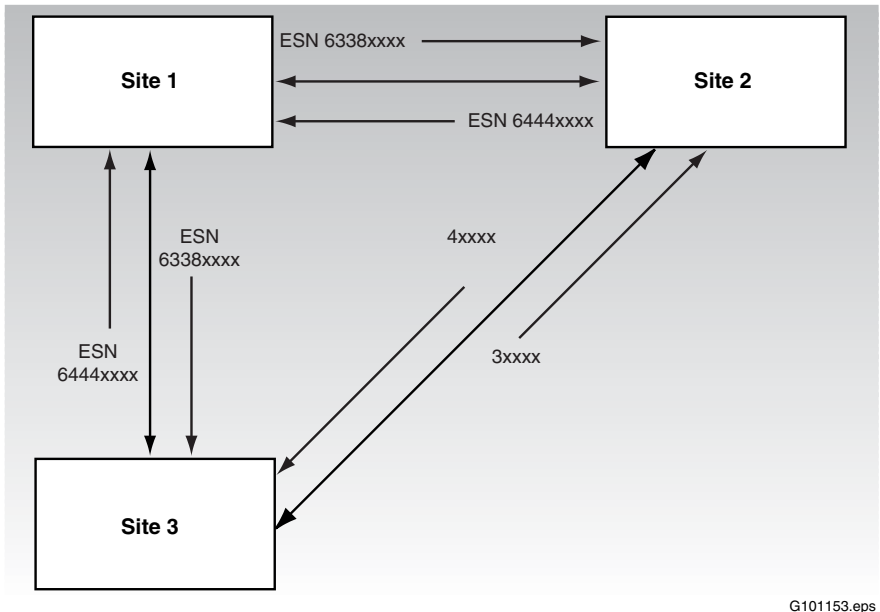 ESN 6338xxxx
Site 1
Site 2
ESN 6444xxxx
ESN
6338xxxx
4xxxx
ESN
6444xxxx
3xxxx
Site 3
G101153.eps